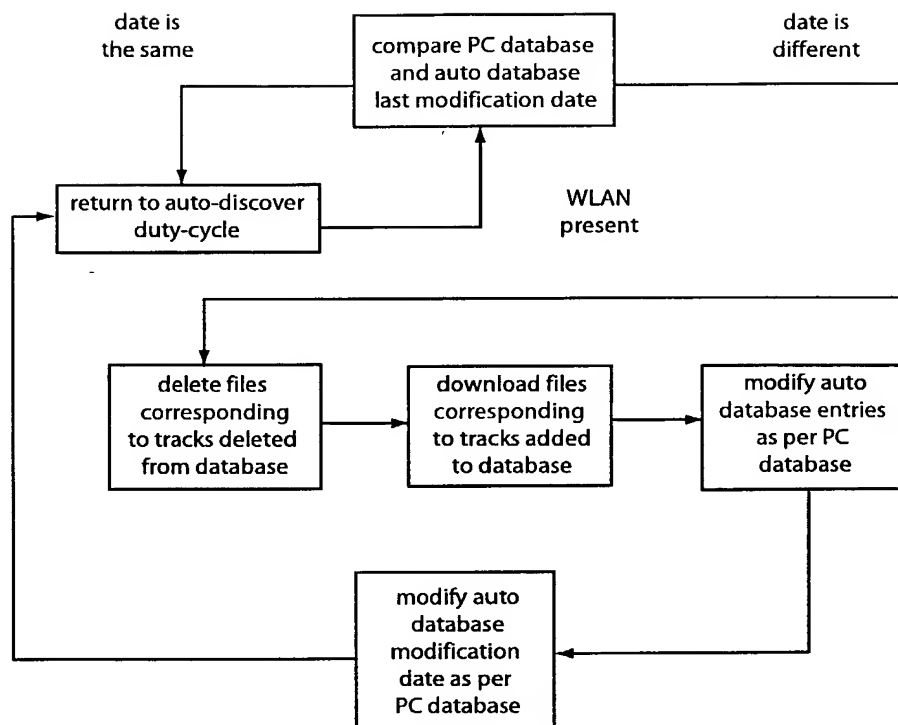 date is
the same
compare PC database
and auto database
last modification date
date is
different
return to auto-discover
duty-cycle
WLAN
present
delete files
corresponding
to tracks deleted
from database
download files
corresponding
to tracks added
to database
modify auto
database entries
as per PC
database
modify auto
database
modification
date as per
PC database